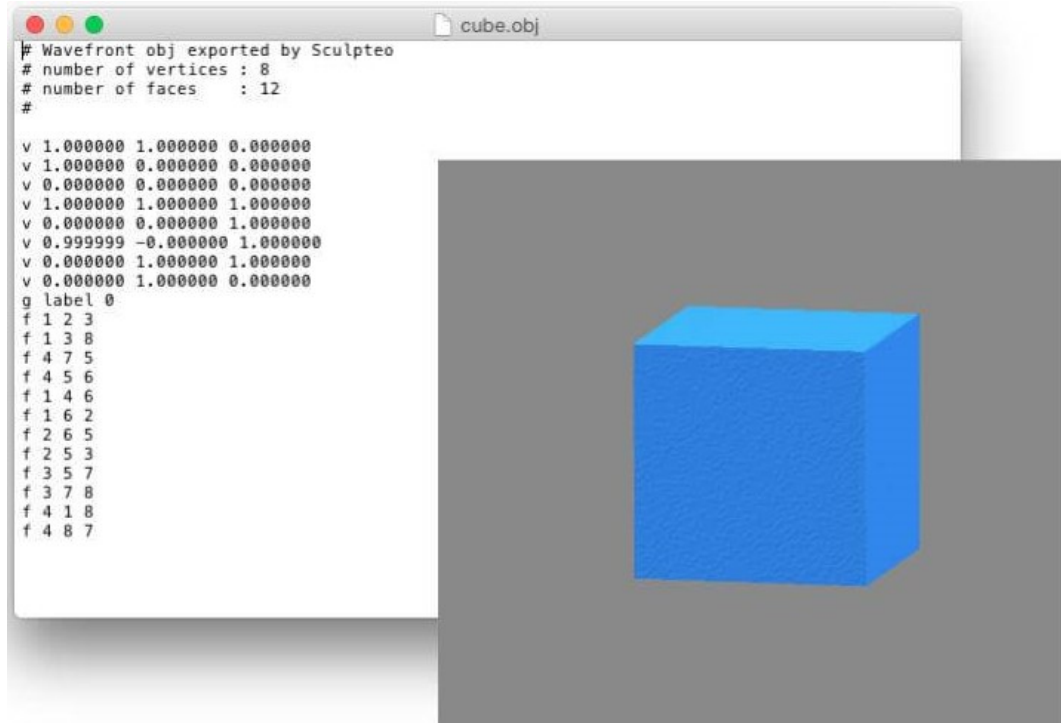 cube.obj
# Wavefront obj exported by Sculpteo
# number of vertices : 8
# number of faces    : 12
#
v 1.000000 1.000000 0.000000
v 1.000000 0.000000 0.000000
v 0.000000 0.000000 0.000000
v 1.000000 1.000000 1.000000
v 0.000000 0.000000 1.000000
v 0.999999 -0.000000 1.000000
v 0.000000 1.000000 1.000000
v 0.000000 1.000000 0.000000
g label 0
f 1 2 3
f 1 3 8
f 4 7 5
f 4 5 6
f 1 4 6
f 1 6 2
f 2 6 5
f 2 5 3
f 3 5 7
f 3 7 8
f 4 1 8
f 4 8 7